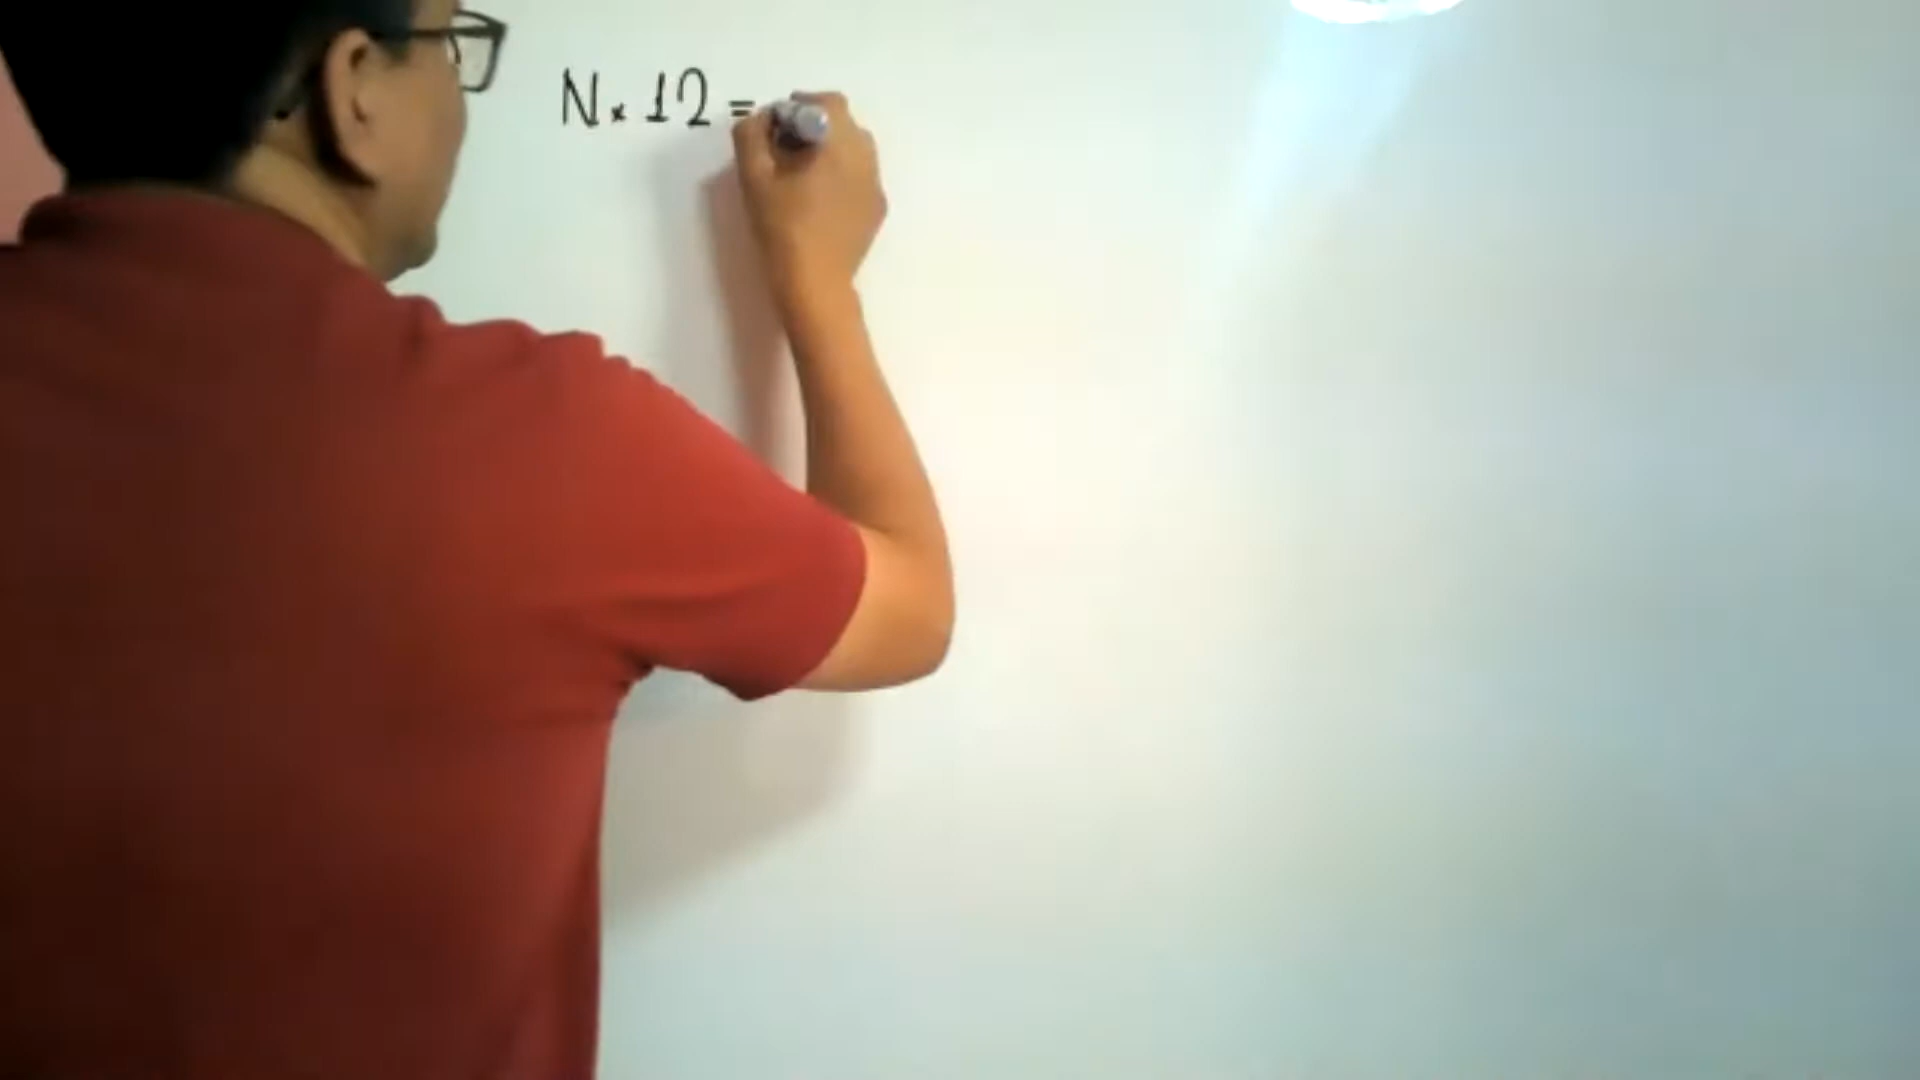 N × 12 =